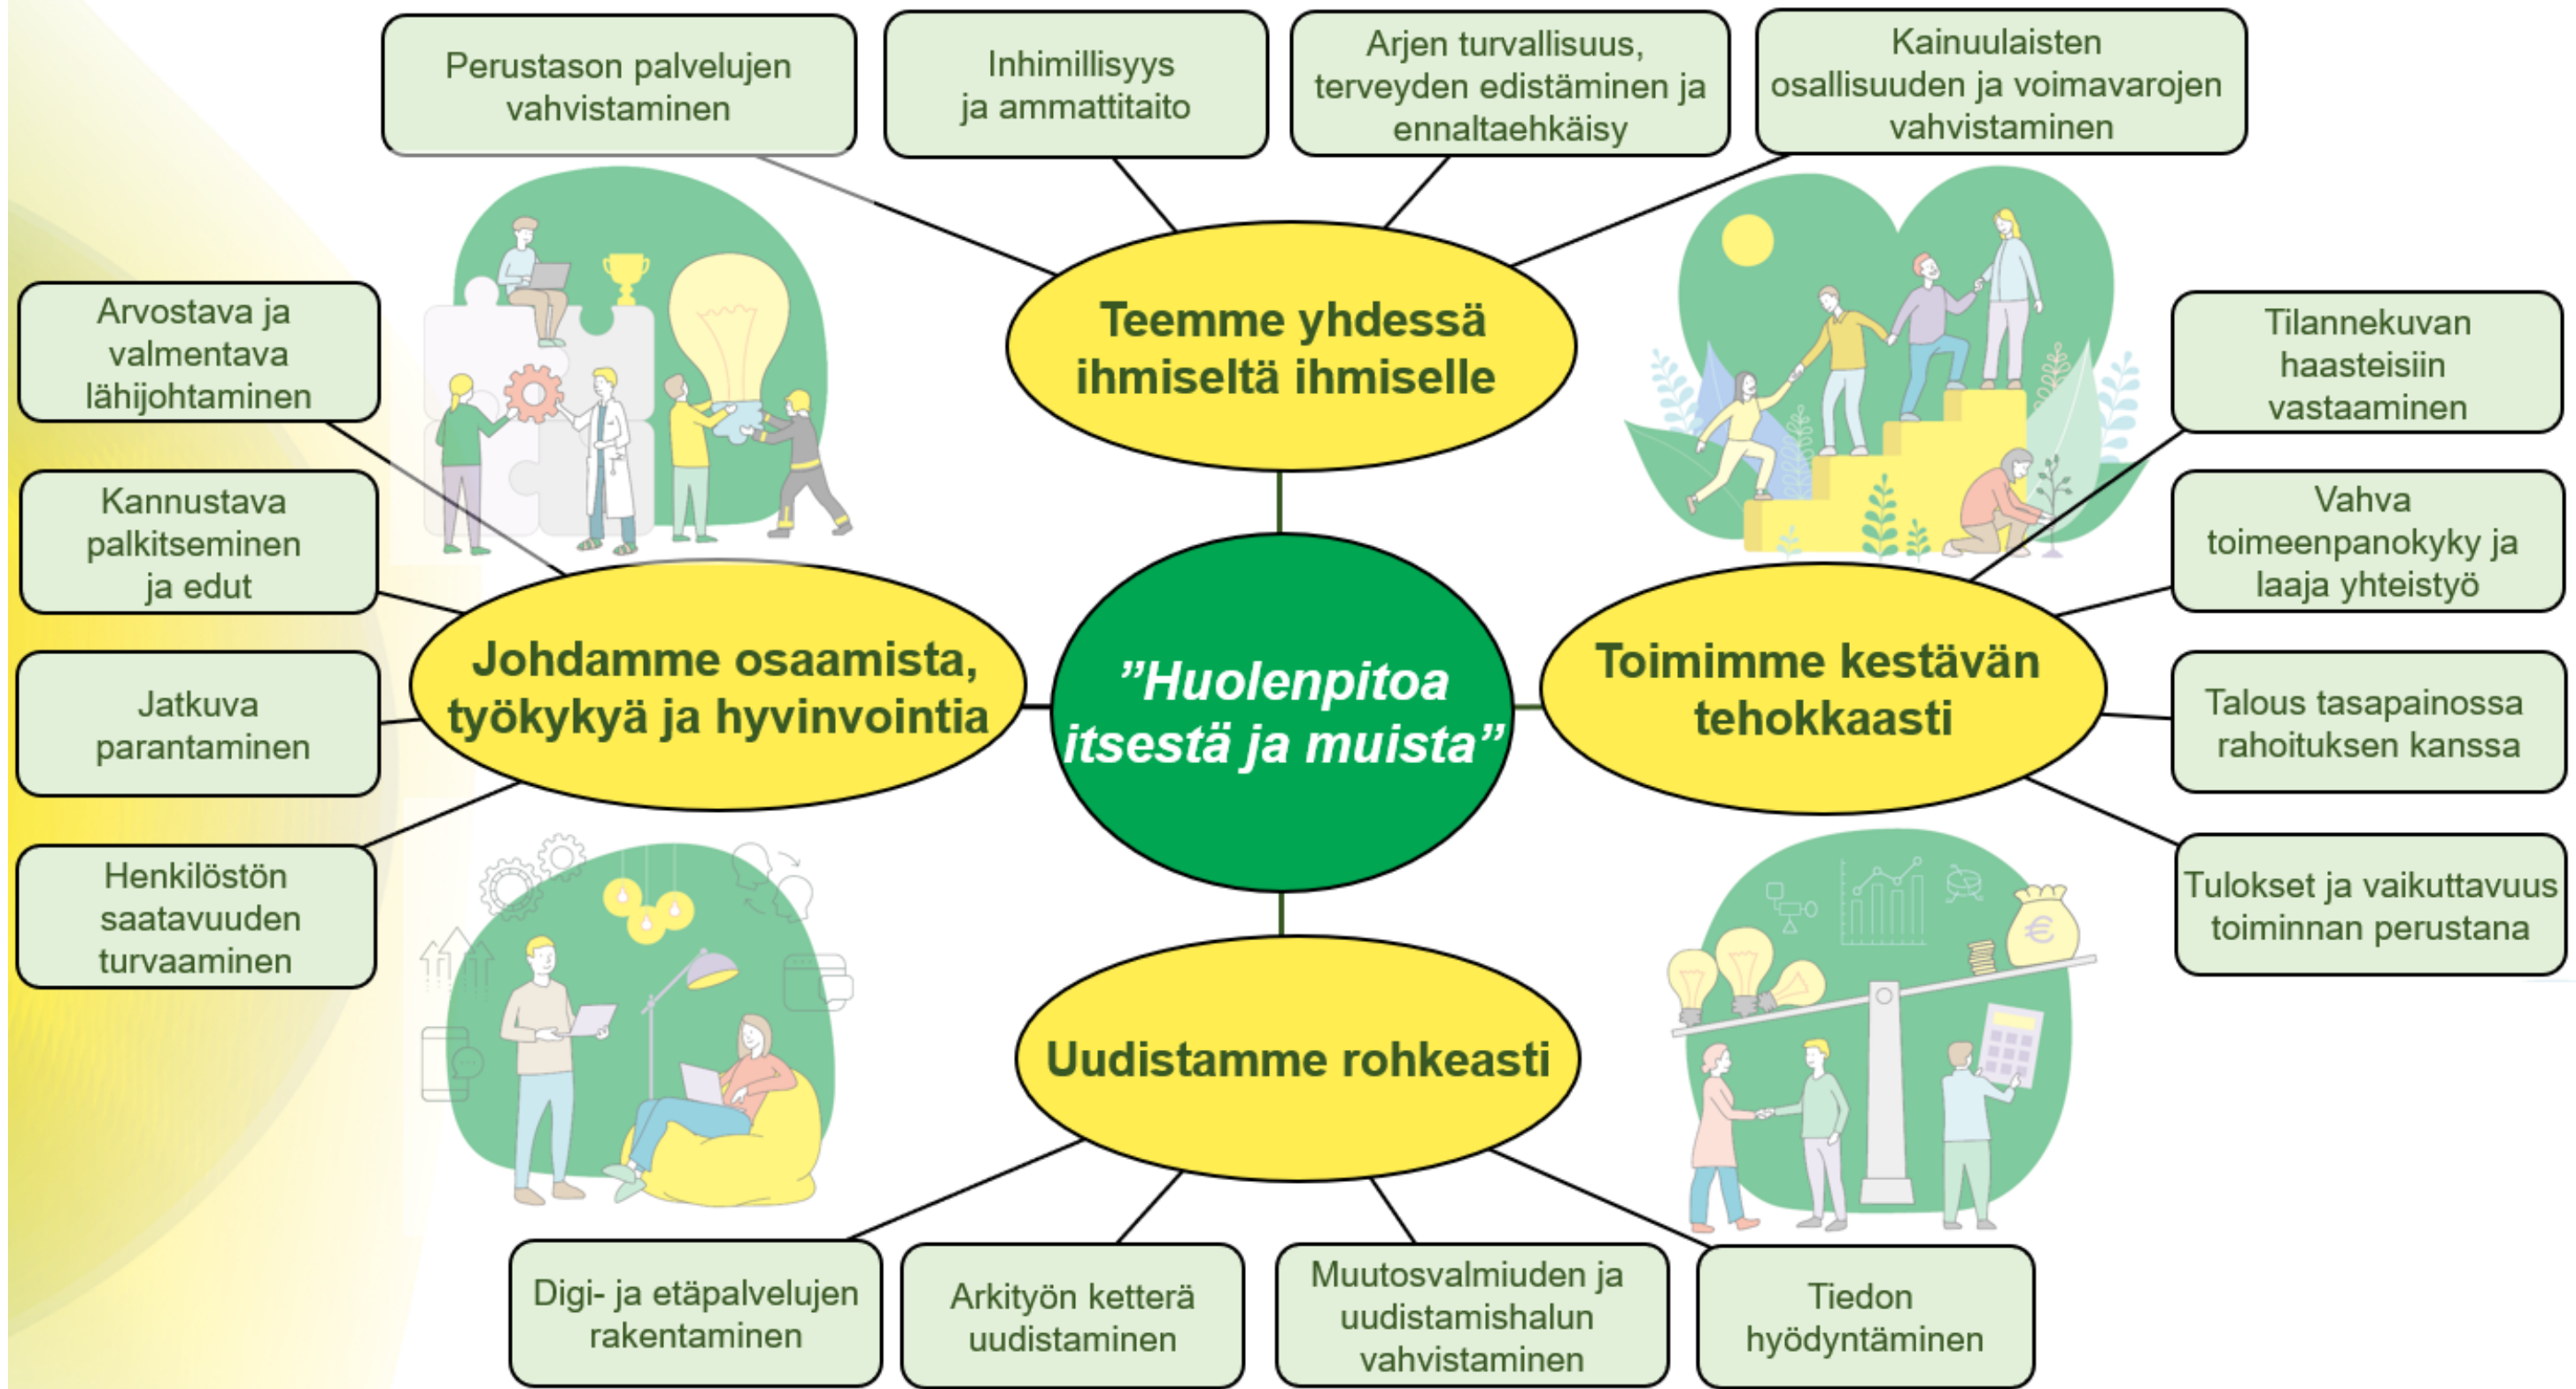 Perustason palvelujen
vahvistaminen
Inhimillisyys
ja ammattitaito
Arjen turvallisuus,
terveyden edistäminen ja
ennaltaehkäisy
Kainuulaisten
osallisuuden ja voimavarojen
vahvistaminen
Teemme yhdessä
ihmiseltä ihmiselle
Arvostava ja
valmentava
lähijohtaminen
Kannustava
palkitseminen
ja edut
Jatkuva
parantaminen
Henkilöstön
saatavuuden
turvaaminen
Johdamme osaamista,
työkykyä ja hyvinvointia
”Huolenpitoa
itsestä ja muista”
Toimimme kestävän
tehokkaasti
Tilannekuvan
haasteisiin
vastaaminen
Vahva
toimeenpanokyky ja
laaja yhteistyö
Talous tasapainossa
rahoituksen kanssa
Tulokset ja vaikuttavuus
toiminnan perustana
€
Uudistamme rohkeasti
Digi- ja etäpalvelujen
rakentaminen
Arkityön ketterä
uudistaminen
Muutosvalmiuden ja
uudistamishalun
vahvistaminen
Tiedon
hyödyntäminen